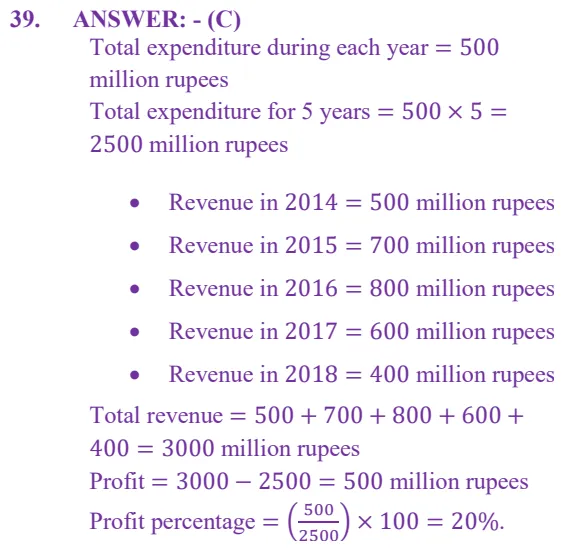 39. ANSWER: - (C)
Total expenditure during each year = 500
million rupees
Total expenditure for 5 years = 500 × 5 =
2500 million rupees
• Revenue in 2014 = 500 million rupees
• Revenue in 2015 = 700 million rupees
• Revenue in 2016 = 800 million rupees
• Revenue in 2017 = 600 million rupees
• Revenue in 2018 = 400 million rupees
Total revenue = 500 + 700 + 800 + 600 +
400 = 3000 million rupees
Profit = 3000 − 2500 = 500 million rupees
Profit percentage = (500/2500) × 100 = 20%.